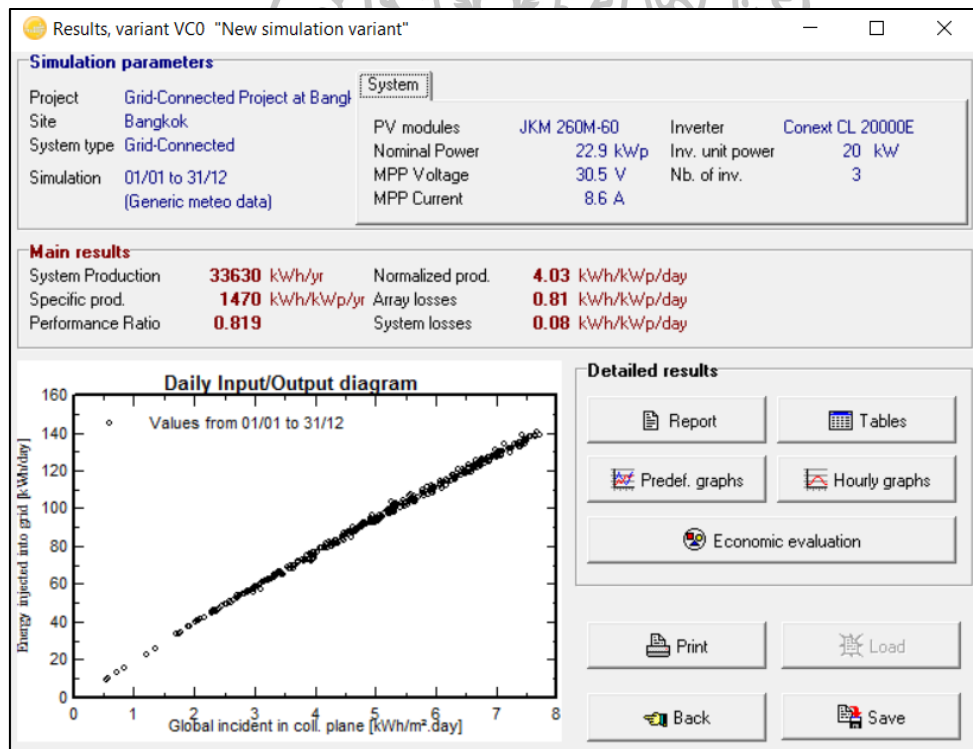 Results, variant VC0 "New simulation variant"
Simulation parameters
Project Grid-Connected Project at Bangk
Site Bangkok
System type Grid-Connected
Simulation 01/01 to 31/12
(Generic meteo data)
System
PV modules JKM 260M-60 Inverter Conext CL 20000E
Nominal Power 22.9 kWp Inv. unit power 20 kW
MPP Voltage 30.5 V Nb. of inv. 3
MPP Current 8.6 A
Main results
System Production 33630 kWh/yr Normalized prod. 4.03 kWh/kWp/day
Specific prod. 1470 kWh/kWp/yr Array losses 0.81 kWh/kWp/day
Performance Ratio 0.819 System losses 0.08 kWh/kWp/day
Daily Input/Output diagram
Values from 01/01 to 31/12
Energy injected into grid [kWh/day]
160
140
120
100
80
60
40
20
0
0 1 2 3 4 5 6 7 8
Global incident in coll. plane [kWh/m².day]
Detailed results
Report Tables
Predef. graphs Hourly graphs
Economic evaluation
Print Load
Back Save